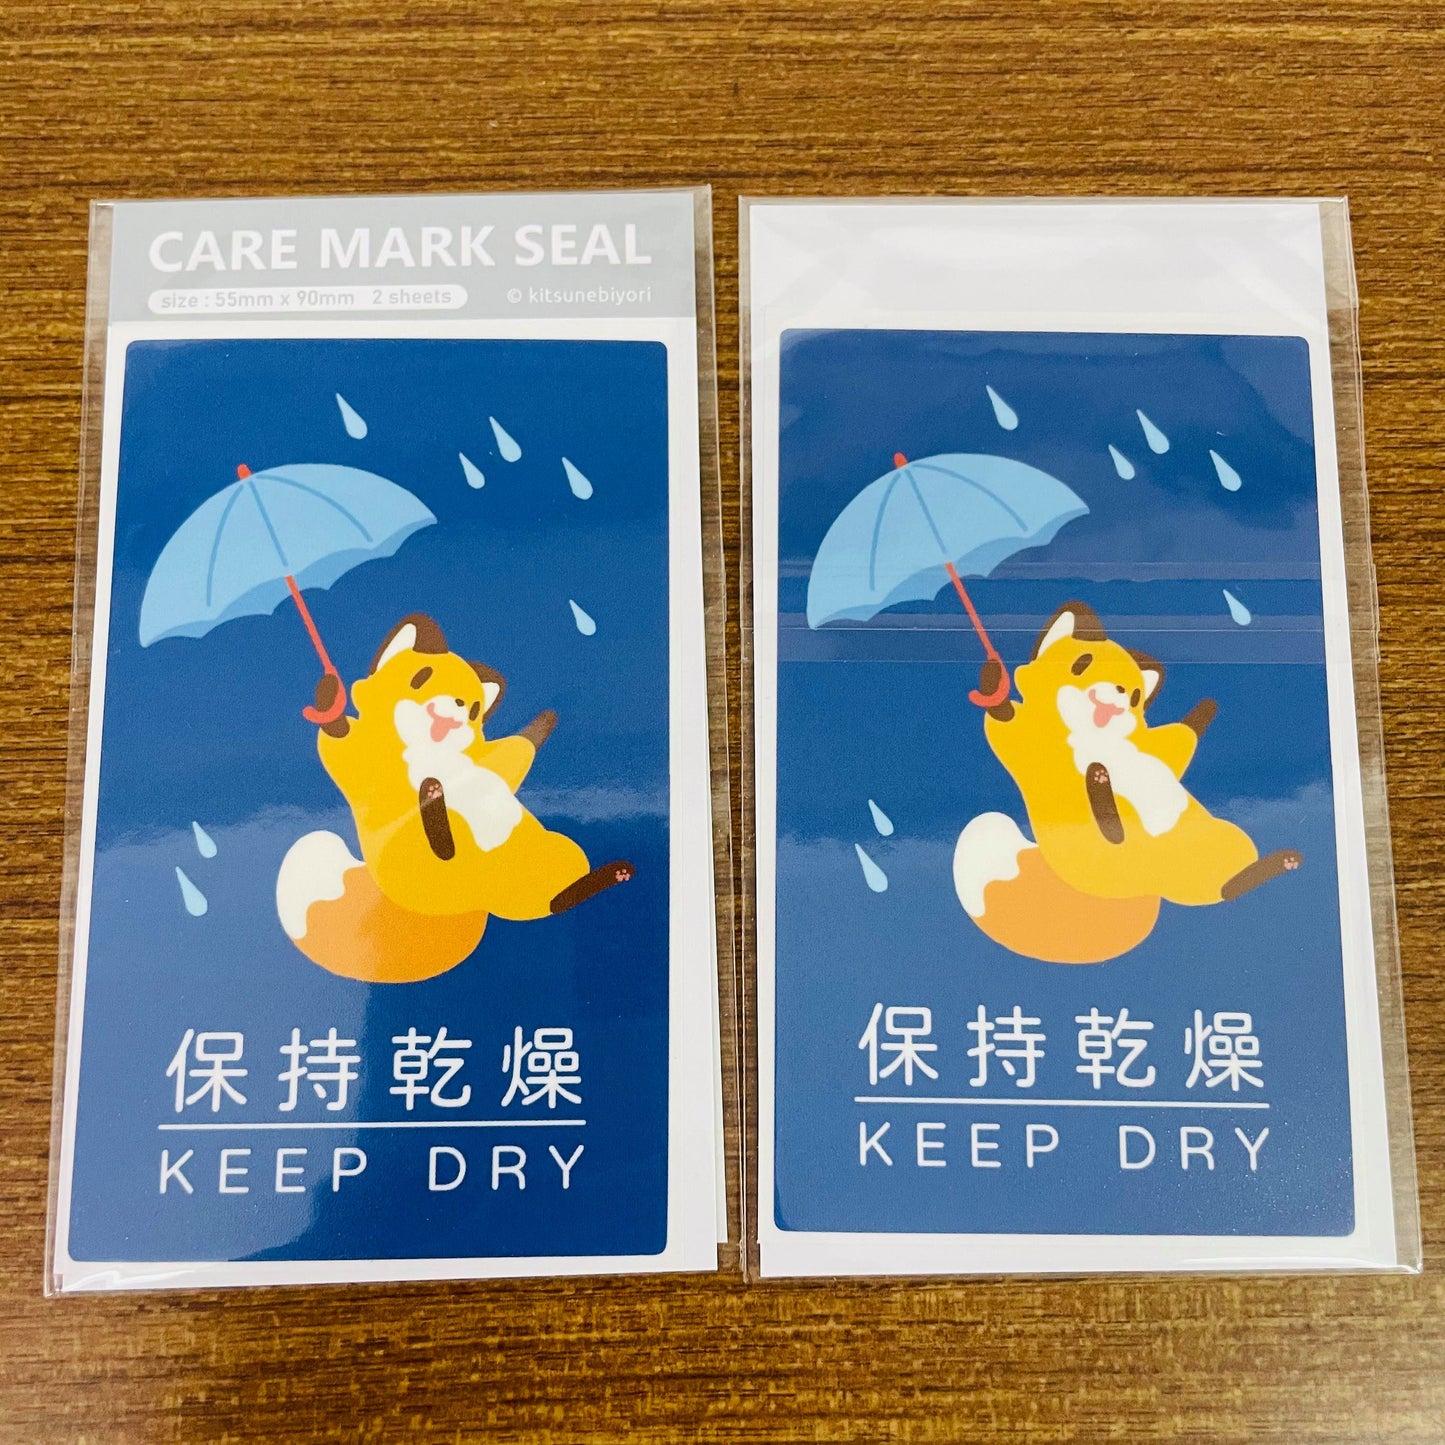 CARE MARK SEAL
size : 55mm x 90mm 2 sheets
© kitsunebiyori
保持乾燥
KEEP DRY
保持乾燥
KEEP DRY